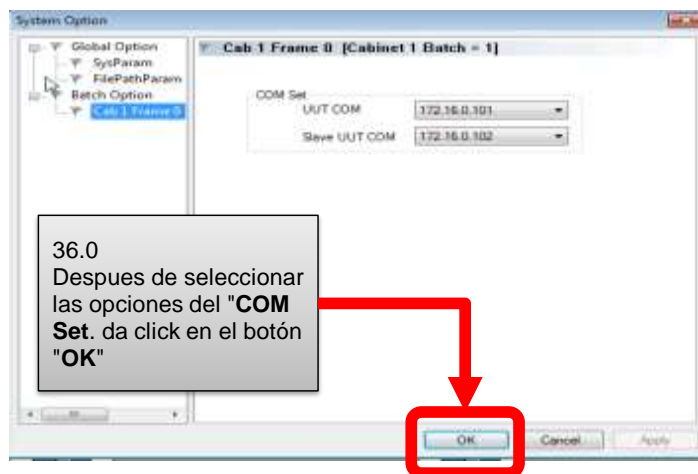 System Option
Global Option
SysParam
FilePathParam
Batch Option
Cab 1 Frame 0
Cab 1 Frame 0 [Cabinet 1 Batch = 1]
COM Set
UUT COM
172.16.0.101
Slave UUT COM
172.16.0.102
36.0
Despues de seleccionar
las opciones del "COM
Set. da click en el botón
"OK"
OK
Cancel
Apply